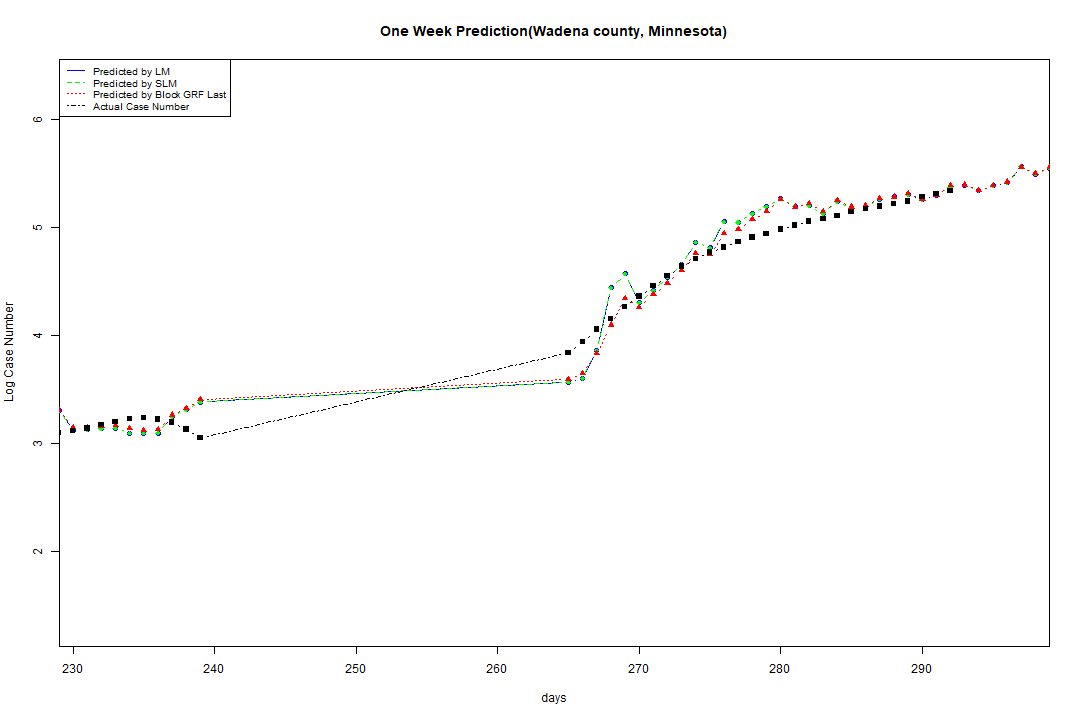 One Week Prediction(Wadena county, Minnesota)
Predicted by LM
Predicted by SLM
Predicted by Block GRF Last
Actual Case Number
Log Case Number
6
5
4
3
2
230 240 250 260 270 280 290
days